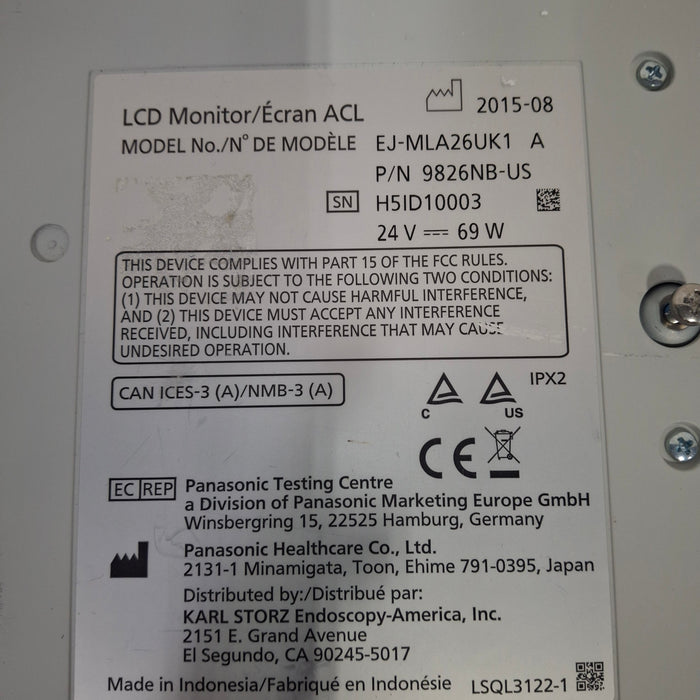 LCD Monitor/Écran ACL
2015-08
MODEL No./N° DE MODÈLE EJ-MLA26UK1 A
P/N 9826NB-US
SN H5ID10003
24 V ⎓ 69 W
THIS DEVICE COMPLIES WITH PART 15 OF THE FCC RULES.
OPERATION IS SUBJECT TO THE FOLLOWING TWO CONDITIONS:
(1) THIS DEVICE MAY NOT CAUSE HARMFUL INTERFERENCE,
AND (2) THIS DEVICE MUST ACCEPT ANY INTERFERENCE
RECEIVED, INCLUDING INTERFERENCE THAT MAY CAUSE
UNDESIRED OPERATION.
CAN ICES-3 (A)/NMB-3 (A)
IPX2
C US
CE
EC REP Panasonic Testing Centre
a Division of Panasonic Marketing Europe GmbH
Winsbergring 15, 22525 Hamburg, Germany
Panasonic Healthcare Co., Ltd.
2131-1 Minamigata, Toon, Ehime 791-0395, Japan
Distributed by:/Distribué par:
KARL STORZ Endoscopy-America, Inc.
2151 E. Grand Avenue
El Segundo, CA 90245-5017
Made in Indonesia/Fabriqué en Indonésie LSQL3122-1